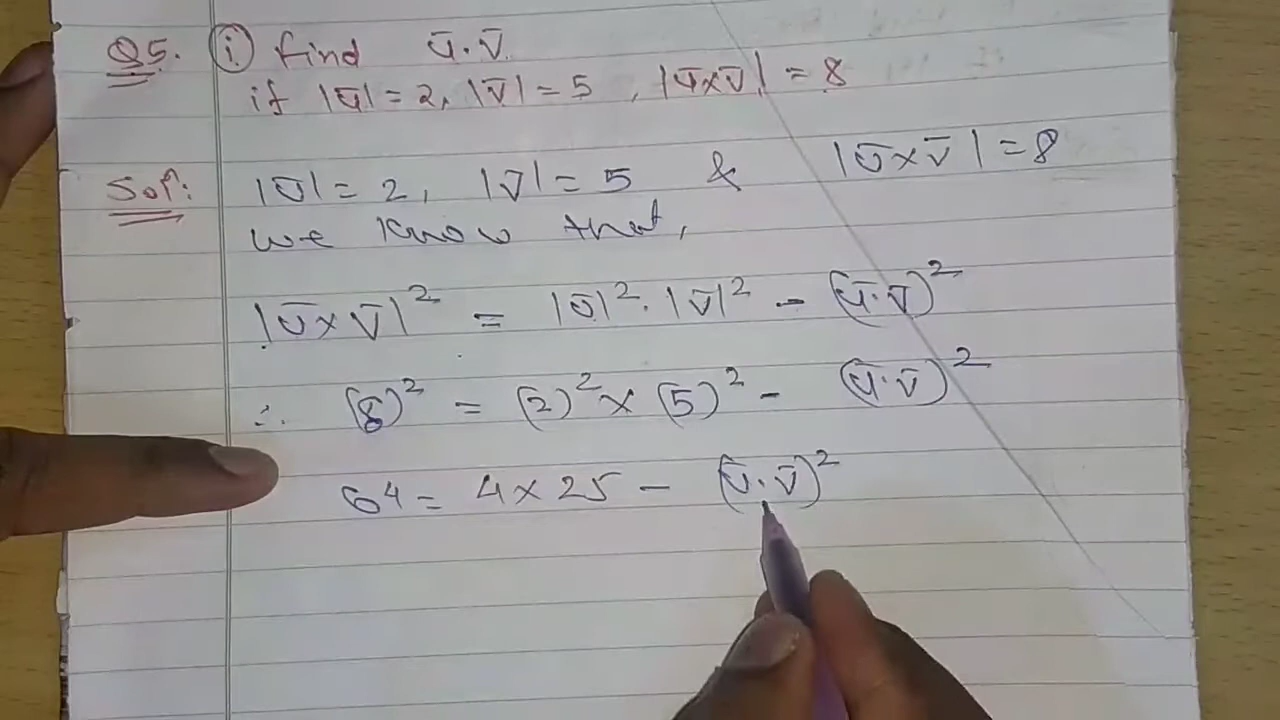 Q5. (i) find ū·v̄.
if |ū| = 2, |v̄| = 5, |ū×v̄| = 8
Solⁿ: |ū| = 2, |v̄| = 5 & |ū×v̄| = 8
we know that,
|ū×v̄|² = |ū|²·|v̄|² - (ū·v̄)²
∴ (8)² = (2)² × (5)² - (ū·v̄)²
64 = 4×25 - (ū·v̄)²